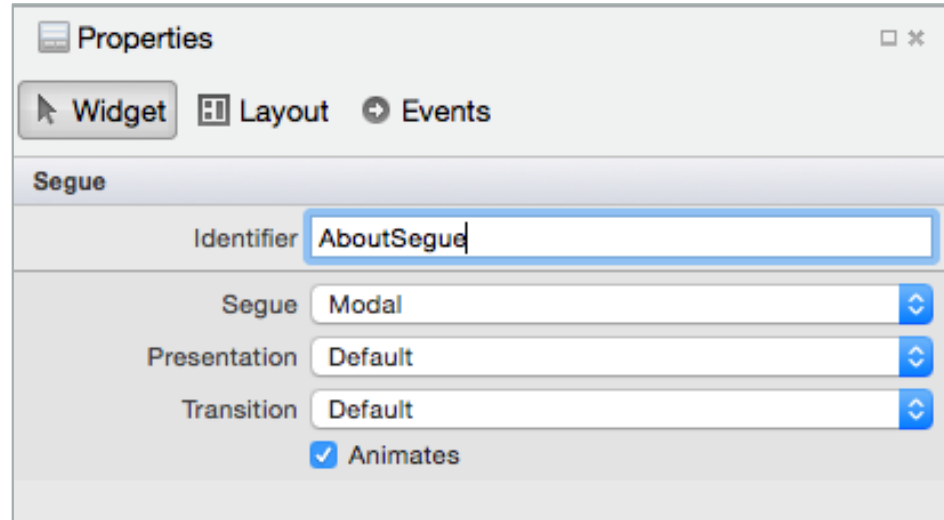 Properties
Widget Layout Events
Segue
Identifier AboutSegue
Segue Modal
Presentation Default
Transition Default
Animates